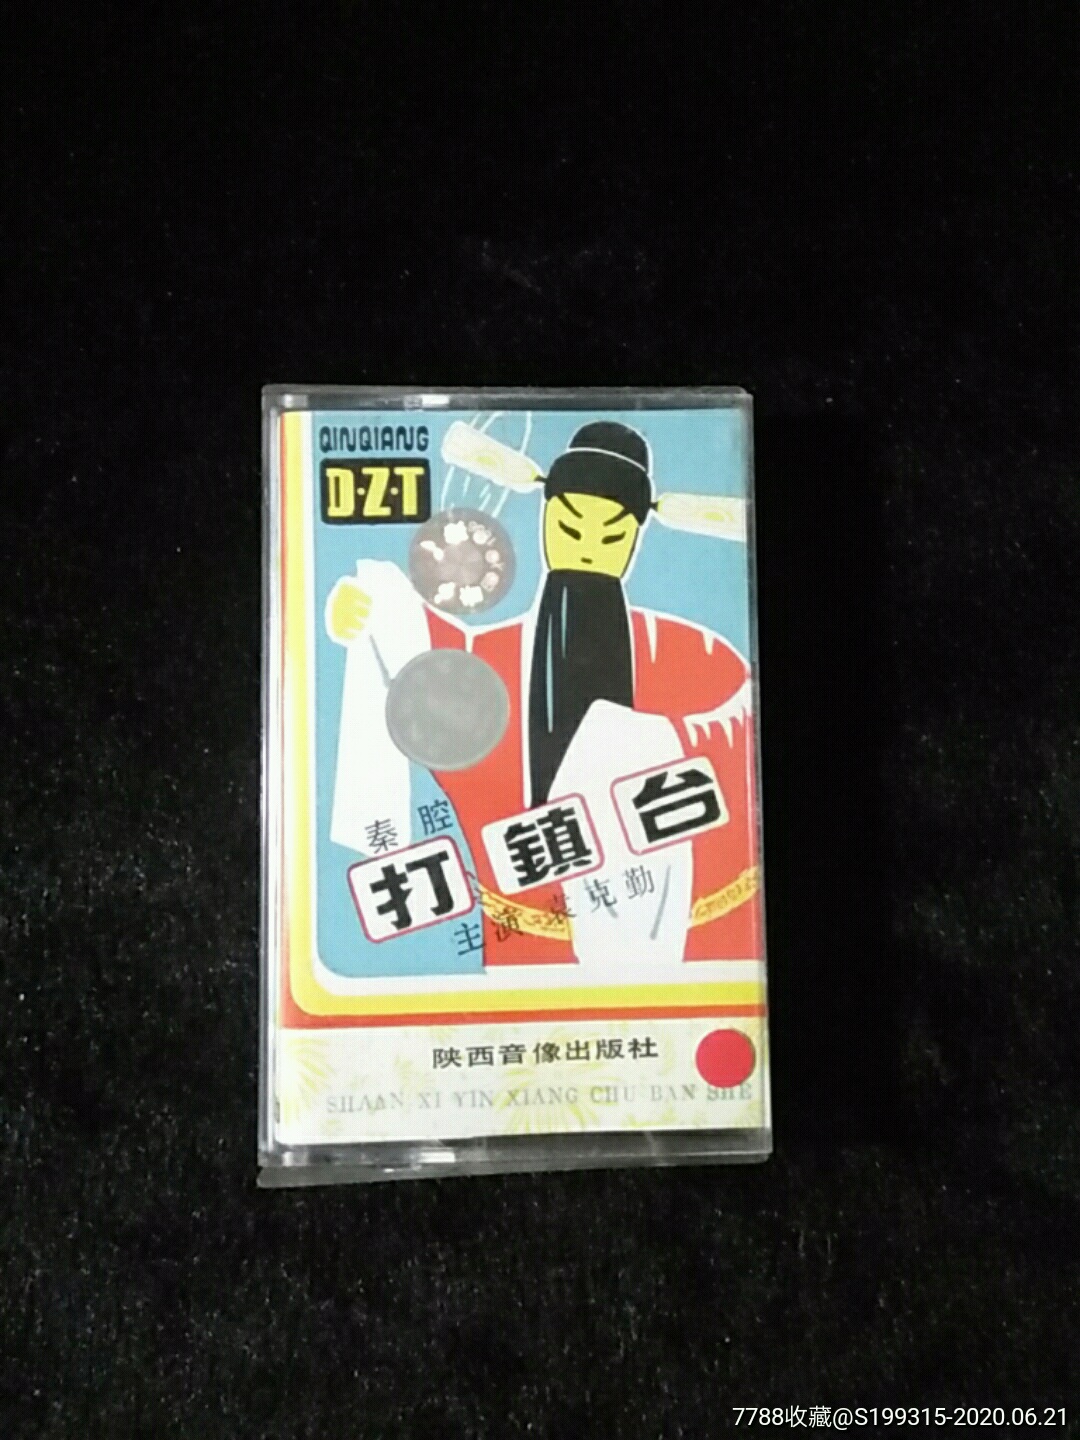 QINQIANG
D·Z·T
秦腔
打鎮台
主演 袁克勤
陕西音像出版社
SHAAN XI YIN XIANG CHU BAN SHE
7788收藏@S199315-2020.06.21